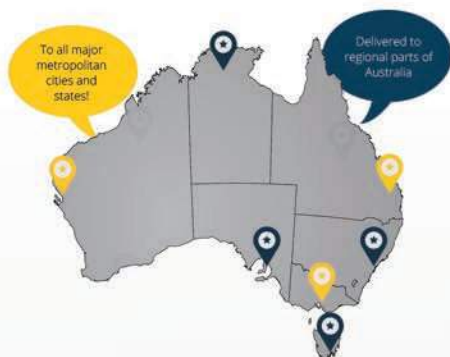 To all major
metropolitan
cities and
states!
Delivered to
regional parts of
Australia